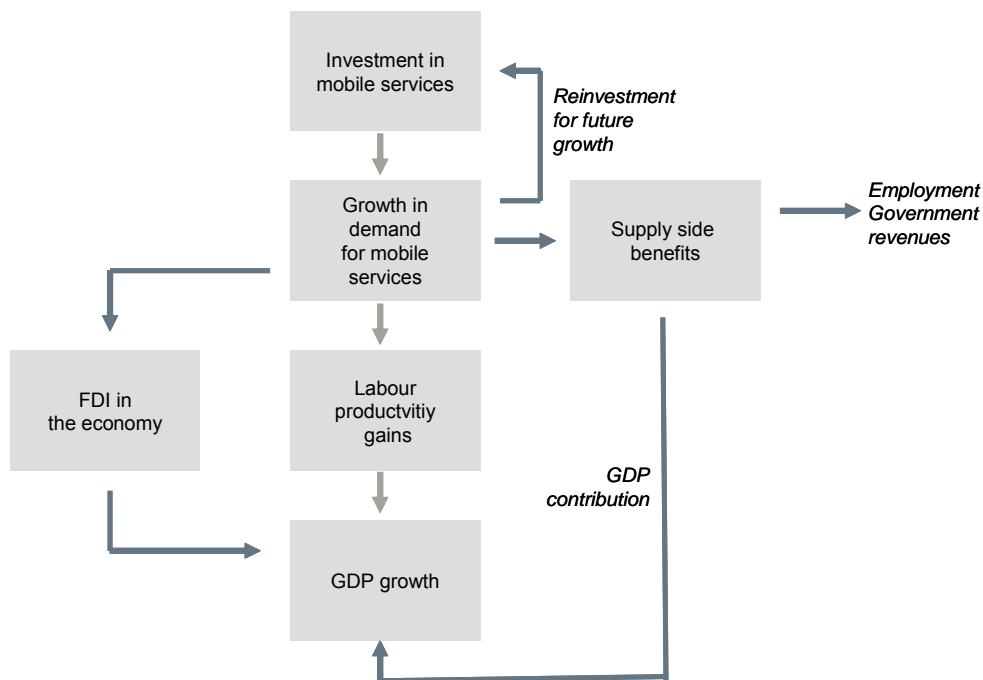 Investment in
mobile services
Reinvestment
for future
growth
Growth in
demand
for mobile
services
Supply side
benefits
Employment
Government
revenues
FDI in
the economy
Labour
productvitiy
gains
GDP
contribution
GDP growth